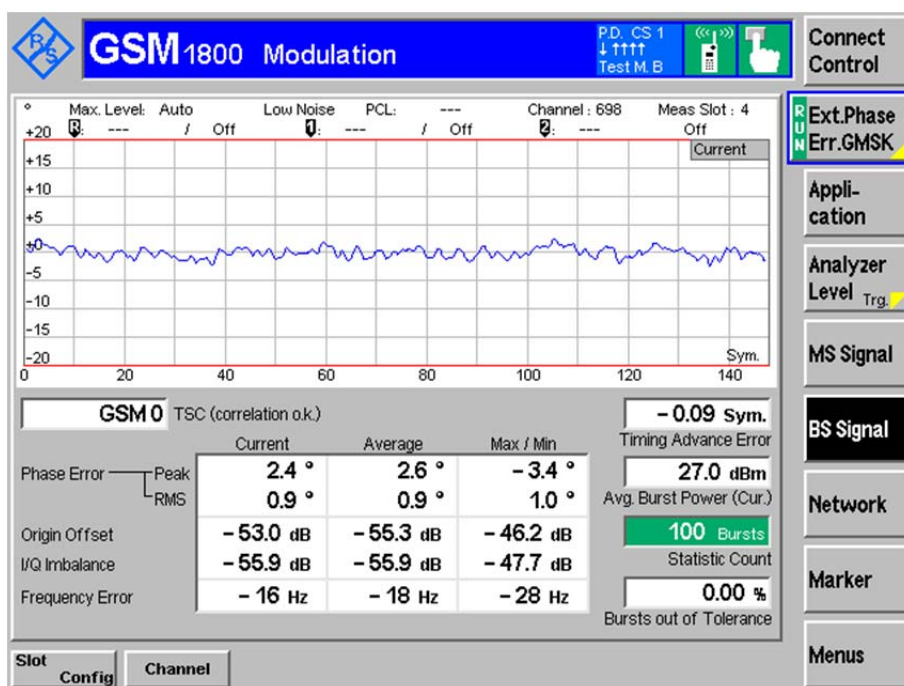 R/S
GSM 1800 Modulation
P.D. CS 1
↓ ↑↑↑↑
Test M. B
Connect
Control
° Max. Level: Auto Low Noise PCL: --- Channel : 698 Meas Slot : 4
R: --- / Off 1: --- / Off 2: --- Off
Current
+20
+15
+10
+5
±0
-5
-10
-15
-20
Sym.
0 20 40 60 80 100 120 140
RUN
Ext.Phase
Err.GMSK
Appli-
cation
Analyzer
Level Trg.
MS Signal
BS Signal
Network
Marker
Menus
GSM 0 TSC (correlation o.k.)
Current Average Max / Min
Phase Error Peak 2.4 ° 2.6 ° - 3.4 °
RMS 0.9 ° 0.9 ° 1.0 °
Origin Offset - 53.0 dB - 55.3 dB - 46.2 dB
I/Q Imbalance - 55.9 dB - 55.9 dB - 47.7 dB
Frequency Error - 16 Hz - 18 Hz - 28 Hz
- 0.09 Sym.
Timing Advance Error
27.0 dBm
Avg. Burst Power (Cur.)
100 Bursts
Statistic Count
0.00 %
Bursts out of Tolerance
Slot
Config
Channel